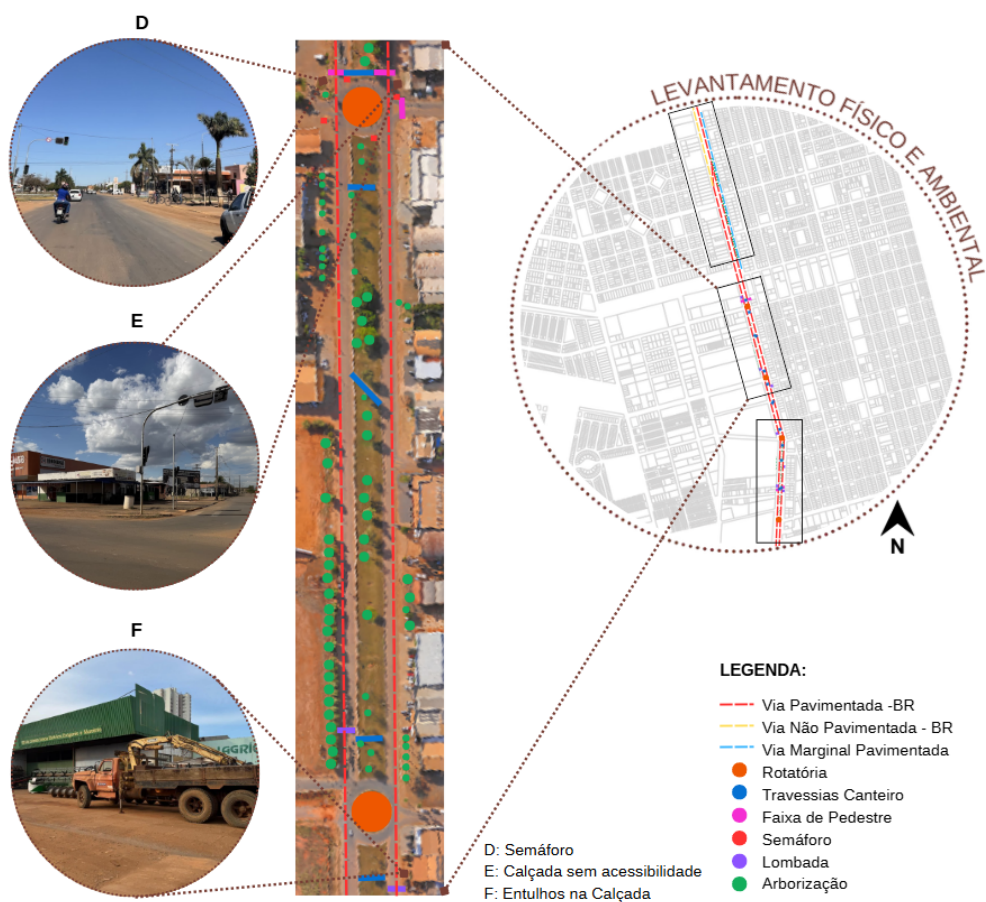 D
LEVANTAMENTO FÍSICO E AMBIENTAL
E
N
F
LAGRÍC
LEGENDA:
Via Pavimentada -BR
Via Não Pavimentada - BR
Via Marginal Pavimentada
Rotatória
Travessias Canteiro
Faixa de Pedestre
Semáforo
Lombada
Arborização
D: Semáforo
E: Calçada sem acessibilidade
F: Entulhos na Calçada